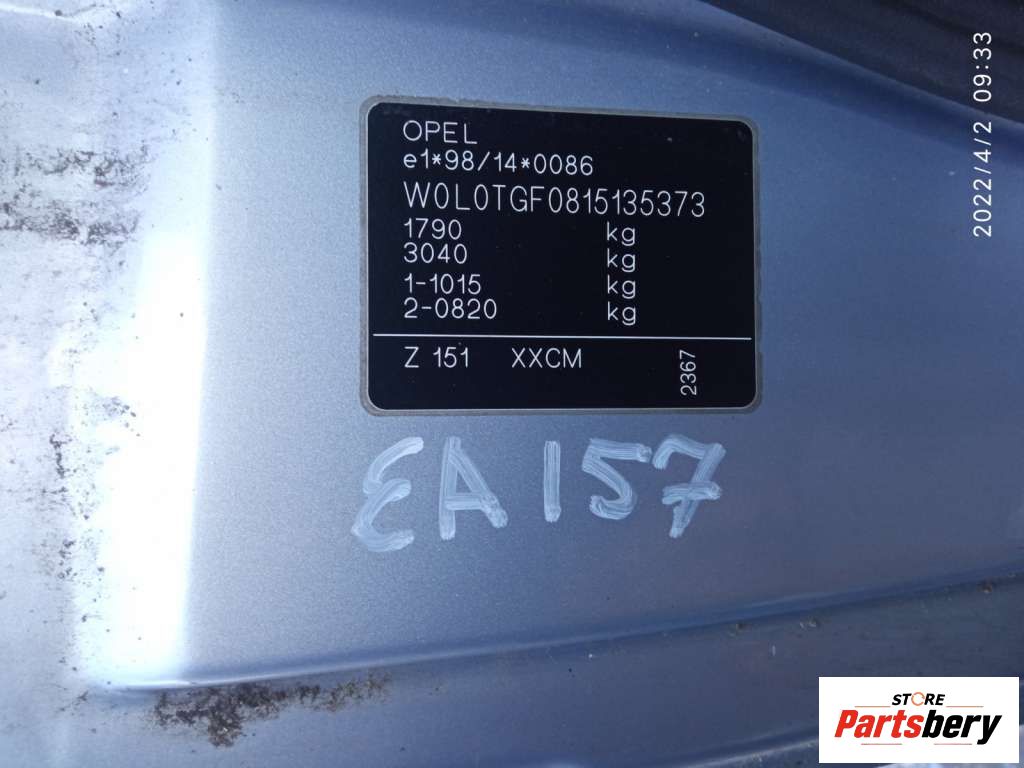 OPEL
e1*98/14*0086
W0L0TGF0815135373
1790 kg
3040 kg
1-1015 kg
2-0820 kg
Z 151 XXCM 2367
EA157
2022/4/2 09:33
STORE
Partsbery